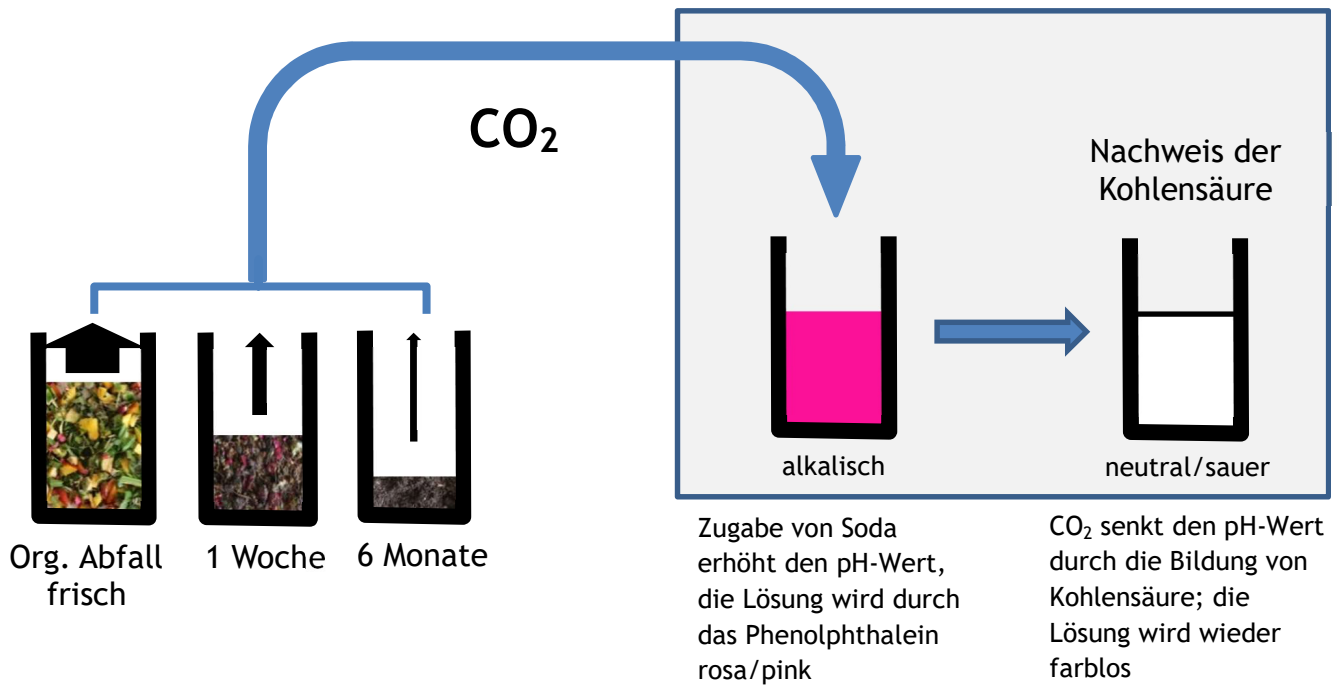 CO₂
Nachweis der
Kohlensäure
alkalisch
neutral/sauer
Org. Abfall
frisch
1 Woche
6 Monate
Zugabe von Soda
erhöht den pH-Wert,
die Lösung wird durch
das Phenolphthalein
rosa/pink
CO₂ senkt den pH-Wert
durch die Bildung von
Kohlensäure; die
Lösung wird wieder
farblos